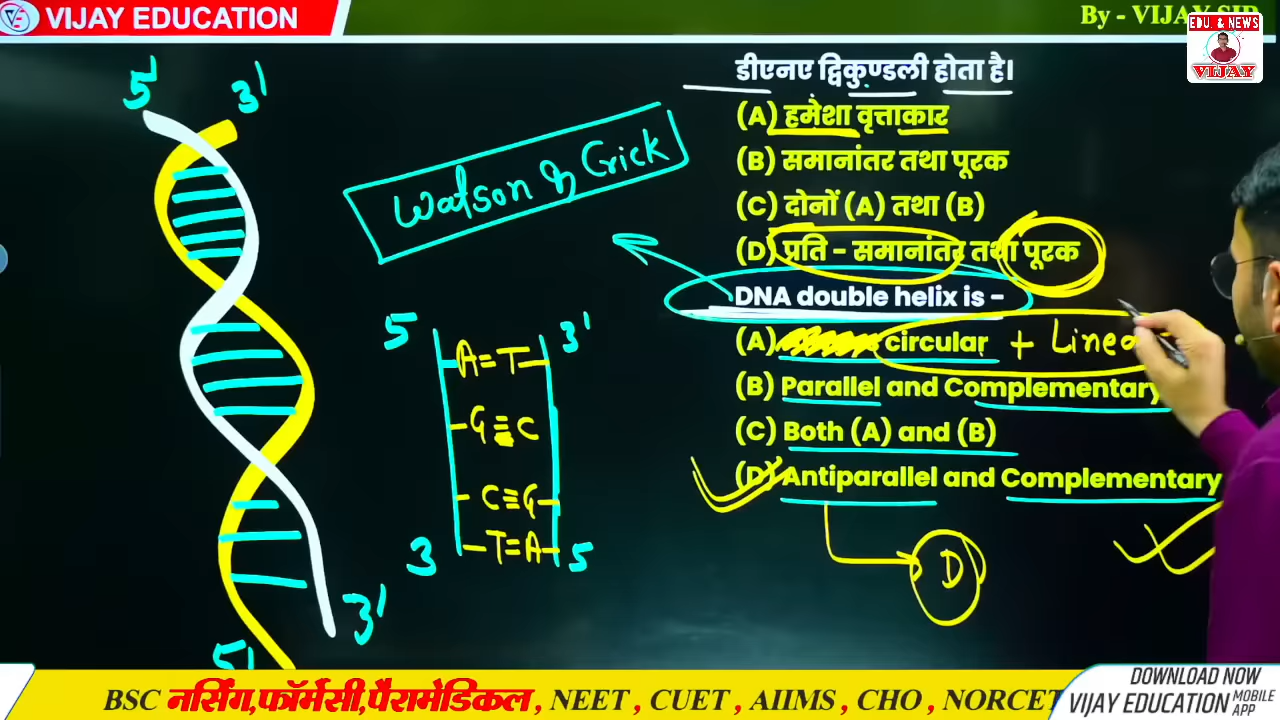 VIJAY EDUCATION
By - VIJAY SIR
EDU. & NEWS
VIJAY
5'
3'
Watson & Crick
5
3'
A=T
G≡C
C≡G
T=A
3
5
3'
5'
डीएनए द्विकुण्डली होता है।
(A) हमेशा वृत्ताकार
(B) समानांतर तथा पूरक
(C) दोनों (A) तथा (B)
(D) प्रति - समानांतर तथा पूरक
DNA double helix is -
(A) circular + Linea
(B) Parallel and Complementary
(C) Both (A) and (B)
(D) Antiparallel and Complementary
D
BSC नर्सिंग,फॉर्मेसी,पैरामेडिकल, NEET, CUET, AIIMS, CHO, NORCET
DOWNLOAD NOW
VIJAY EDUCATION MOBILE APP